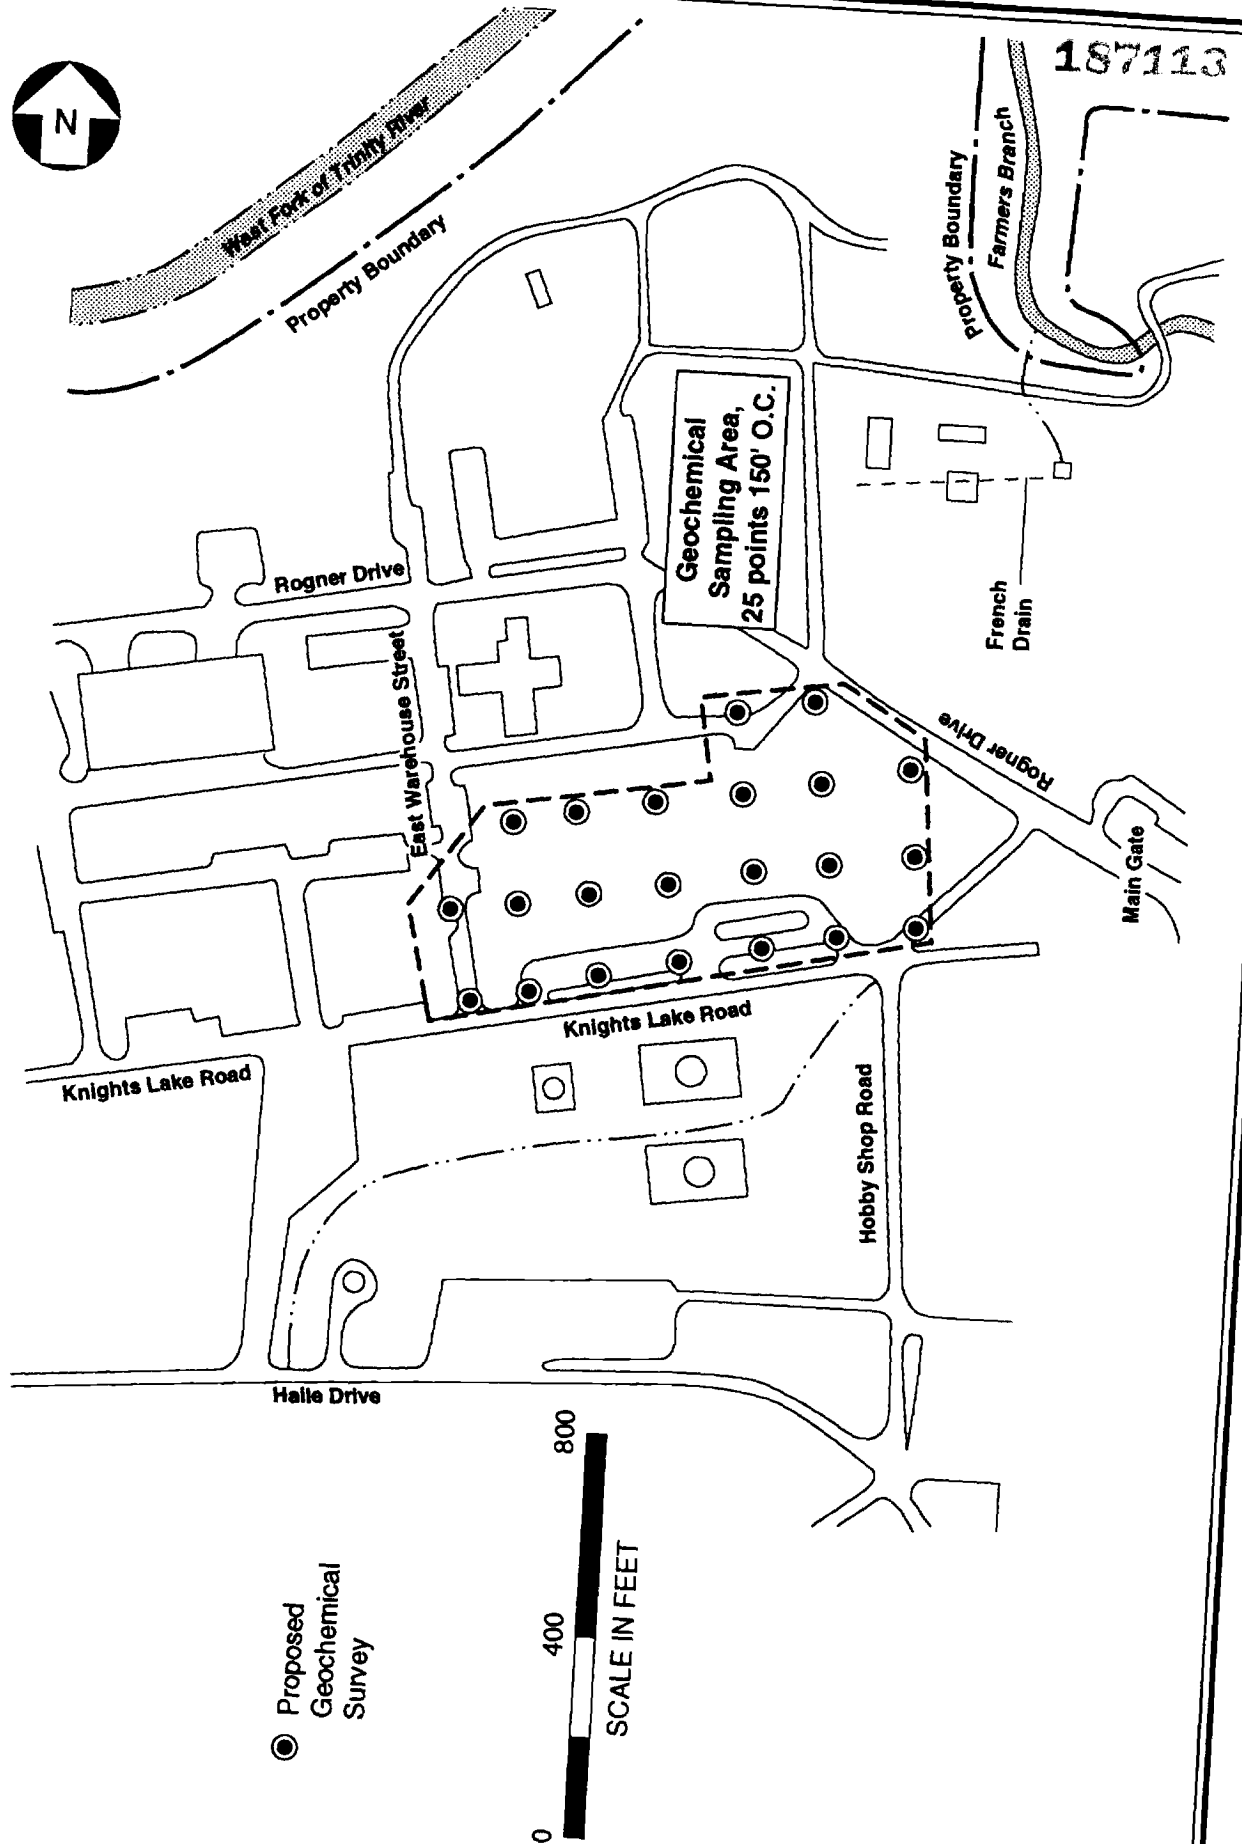 187113
N
West Fork of Trinity River
Property Boundary
Property Boundary
Farmers Branch
Geochemical
Sampling Area,
25 points 150' O.C.
Rogner Drive
East Warehouse Street
French
Drain
Rogner Drive
Main Gate
Knights Lake Road
Knights Lake Road
Hobby Shop Road
Haile Drive
Proposed
Geochemical
Survey
0
400
800
SCALE IN FEET